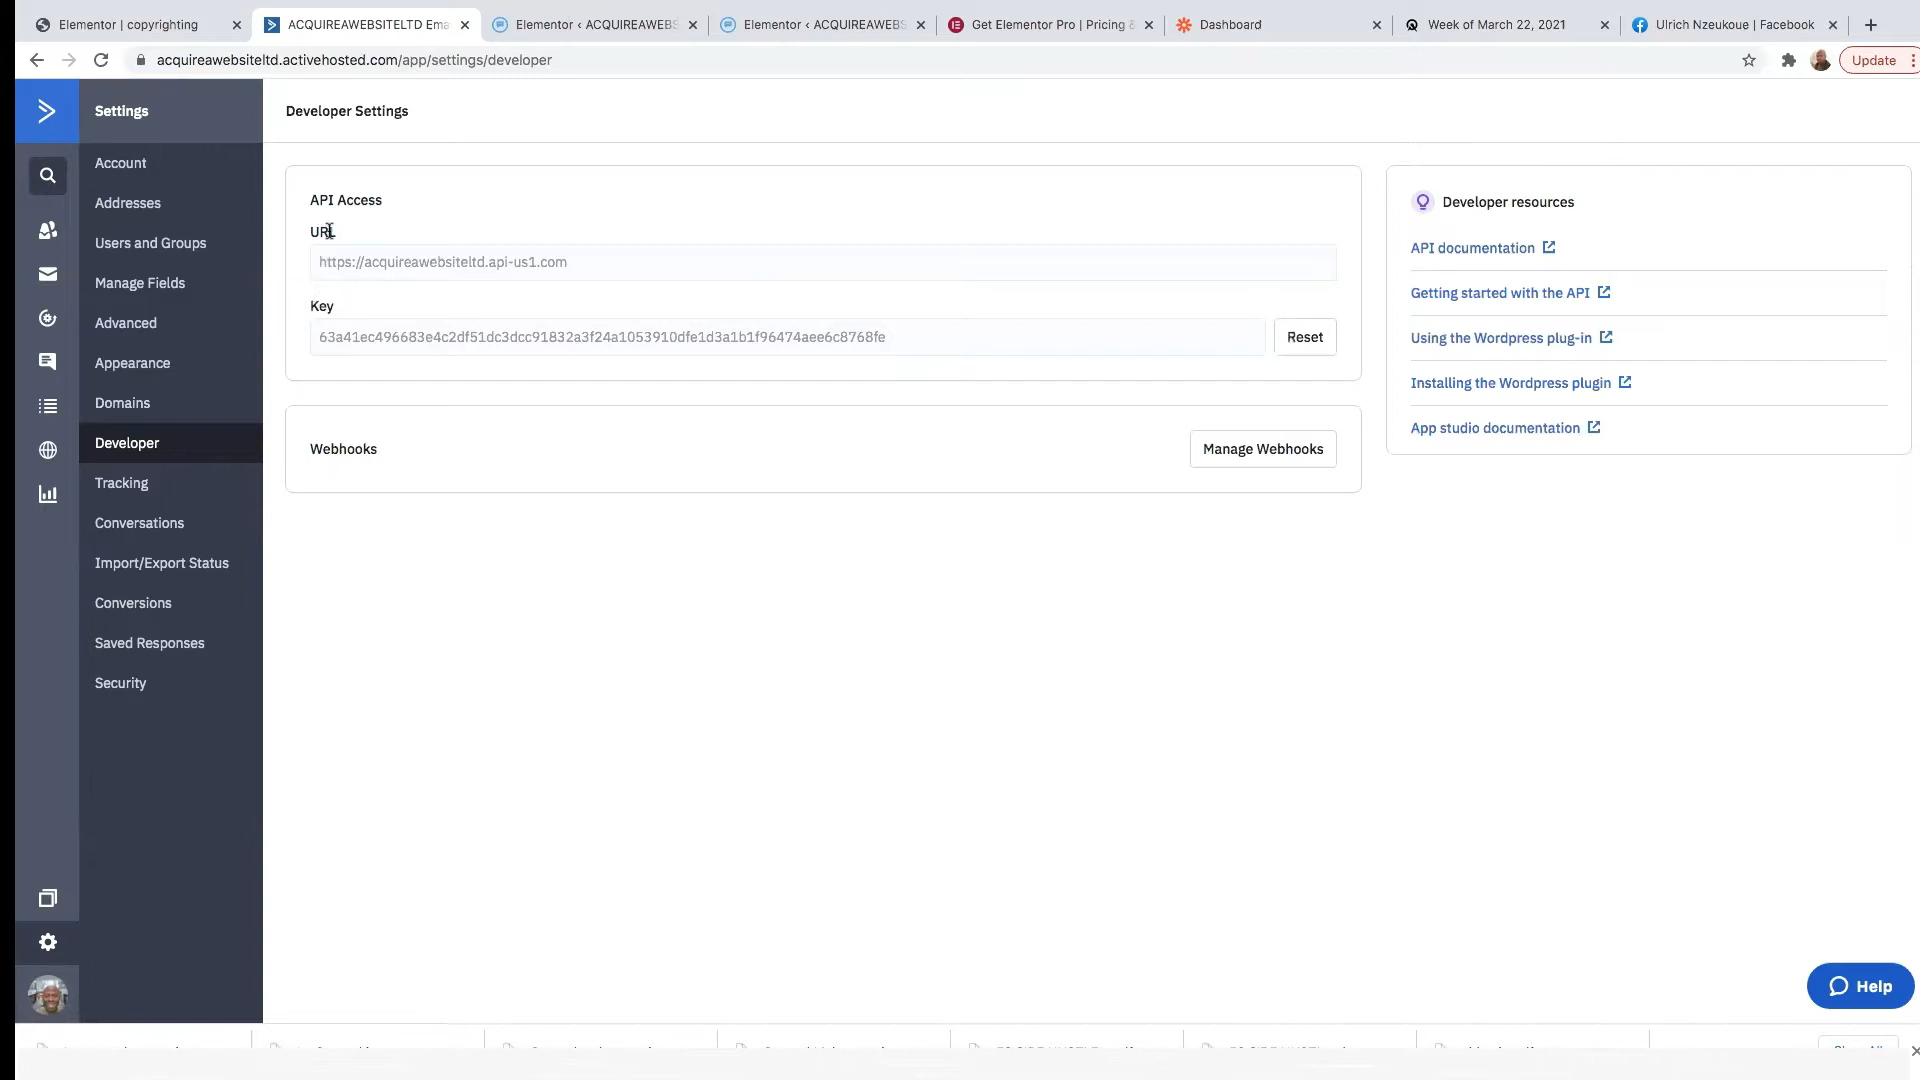 Elementor | copyrighting
ACQUIREAWEBSITELTD Ema
Elementor ‹ ACQUIREAWEBS
Elementor ‹ ACQUIREAWEBS
Get Elementor Pro | Pricing &
Dashboard
Week of March 22, 2021
Ulrich Nzeukoue | Facebook
acquireawebsiteltd.activehosted.com/app/settings/developer
Update
Settings
Account
Addresses
Users and Groups
Manage Fields
Advanced
Appearance
Domains
Developer
Tracking
Conversations
Import/Export Status
Conversions
Saved Responses
Security
Developer Settings
API Access
URL
https://acquireawebsiteltd.api-us1.com
Key
63a41ec496683e4c2df51dc3dcc91832a3f24a1053910dfe1d3a1b1f96474aee6c8768fe
Reset
Webhooks
Manage Webhooks
Developer resources
API documentation
Getting started with the API
Using the Wordpress plug-in
Installing the Wordpress plugin
App studio documentation
Help